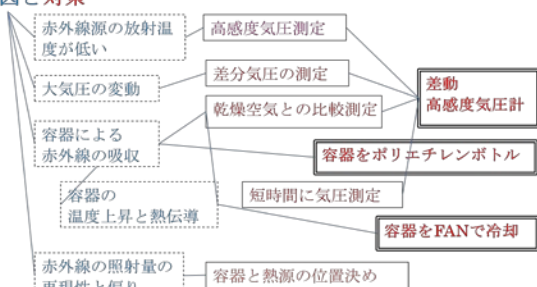 因と対策
赤外線源の放射温
度が低い
高感度気圧測定
大気圧の変動
差分気圧の測定
乾燥空気との比較測定
差動
高感度気圧計
容器による
赤外線の吸収
容器をポリエチレンボトル
容器の
温度上昇と熱伝導
短時間に気圧測定
容器をFANで冷却
赤外線の照射量の
再現性と偏り
容器と熱源の位置決め